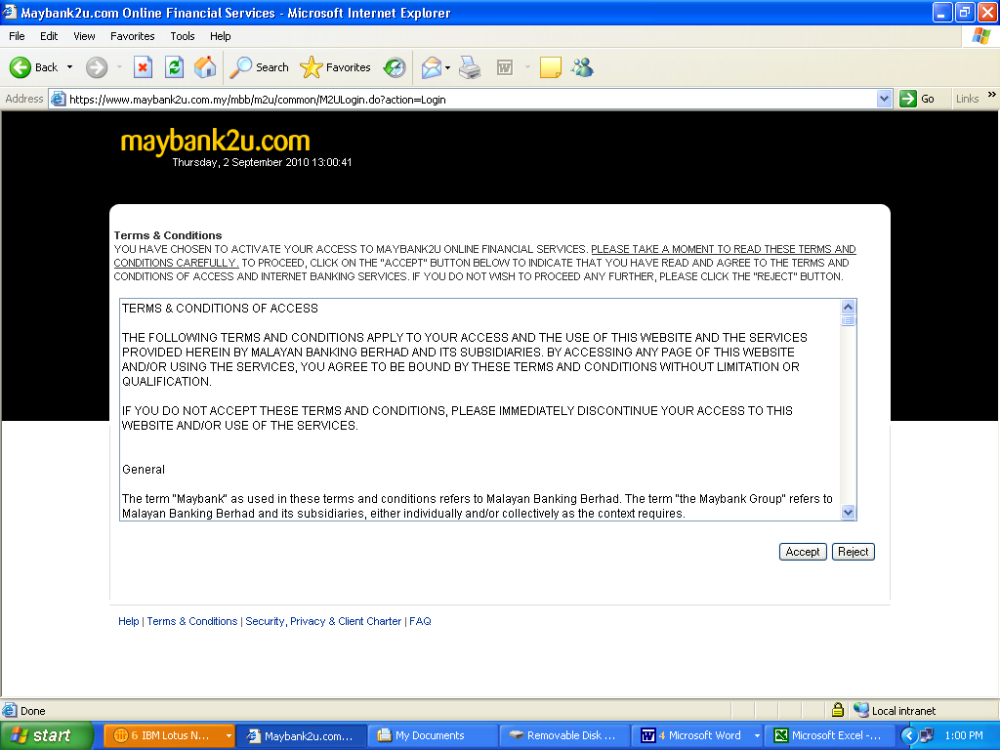 Maybank2u.com Online Financial Services - Microsoft Internet Explorer
File Edit View Favorites Tools Help
Back Search Favorites
Address https://www.maybank2u.com.my/mbb/m2u/common/M2ULogin.do?action=Login Go Links »
maybank2u.com
Thursday, 2 September 2010 13:00:41
Terms & Conditions
YOU HAVE CHOSEN TO ACTIVATE YOUR ACCESS TO MAYBANK2U ONLINE FINANCIAL SERVICES. PLEASE TAKE A MOMENT TO READ THESE TERMS AND
CONDITIONS CAREFULLY. TO PROCEED, CLICK ON THE "ACCEPT" BUTTON BELOW TO INDICATE THAT YOU HAVE READ AND AGREE TO THE TERMS AND
CONDITIONS OF ACCESS AND INTERNET BANKING SERVICES. IF YOU DO NOT WISH TO PROCEED ANY FURTHER, PLEASE CLICK THE "REJECT" BUTTON.
TERMS & CONDITIONS OF ACCESS
THE FOLLOWING TERMS AND CONDITIONS APPLY TO YOUR ACCESS AND THE USE OF THIS WEBSITE AND THE SERVICES
PROVIDED HEREIN BY MALAYAN BANKING BERHAD AND ITS SUBSIDIARIES. BY ACCESSING ANY PAGE OF THIS WEBSITE
AND/OR USING THE SERVICES, YOU AGREE TO BE BOUND BY THESE TERMS AND CONDITIONS WITHOUT LIMITATION OR
QUALIFICATION.
IF YOU DO NOT ACCEPT THESE TERMS AND CONDITIONS, PLEASE IMMEDIATELY DISCONTINUE YOUR ACCESS TO THIS
WEBSITE AND/OR USE OF THE SERVICES.
General
The term "Maybank" as used in these terms and conditions refers to Malayan Banking Berhad. The term "the Maybank Group" refers to
Malayan Banking Berhad and its subsidiaries, either individually and/or collectively as the context requires.
Accept Reject
Help | Terms & Conditions | Security, Privacy & Client Charter | FAQ
Done Local intranet
start 6 IBM Lotus N... Maybank2u.com... My Documents Removable Disk ... 4 Microsoft Word Microsoft Excel -... 1:00 PM